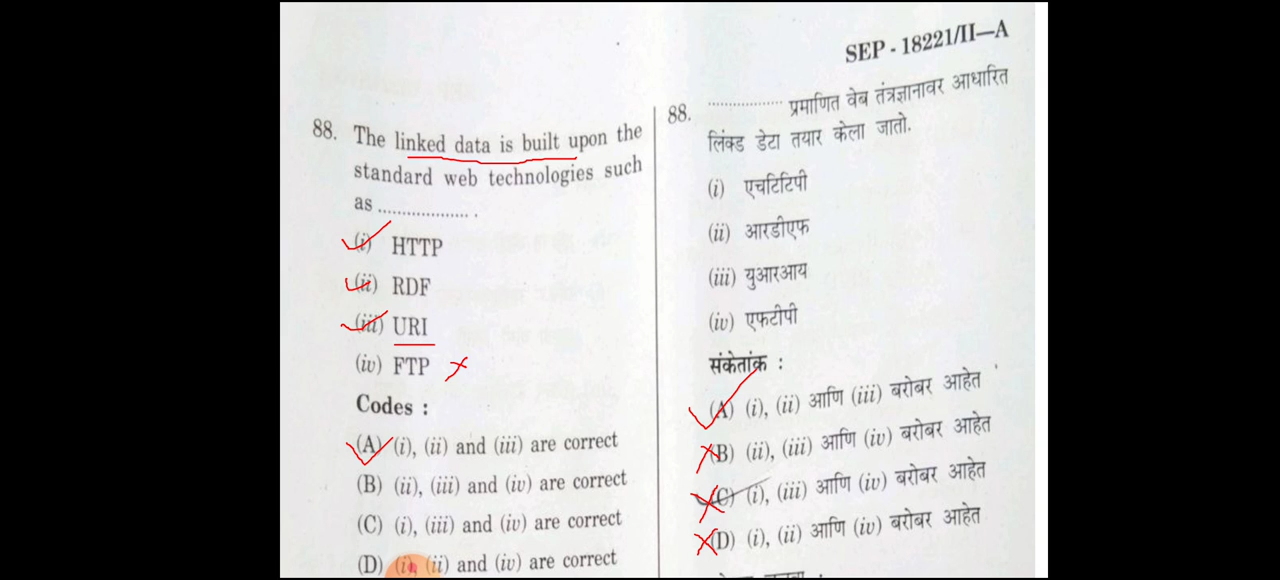 SEP - 18221/II—A
88. The linked data is built upon the
standard web technologies such
as ................... .
(i) HTTP
(ii) RDF
(iii) URI
(iv) FTP
Codes :
(A) (i), (ii) and (iii) are correct
(B) (ii), (iii) and (iv) are correct
(C) (i), (iii) and (iv) are correct
(D) (i), (ii) and (iv) are correct
88. ................. प्रमाणित वेब तंत्रज्ञानावर आधारित
लिंक्ड डेटा तयार केला जातो.
(i) एचटिटिपी
(ii) आरडीएफ
(iii) युआरआय
(iv) एफटीपी
संकेतांक :
(A) (i), (ii) आणि (iii) बरोबर आहेत
(B) (ii), (iii) आणि (iv) बरोबर आहेत
(C) (i), (iii) आणि (iv) बरोबर आहेत
(D) (i), (ii) आणि (iv) बरोबर आहेत